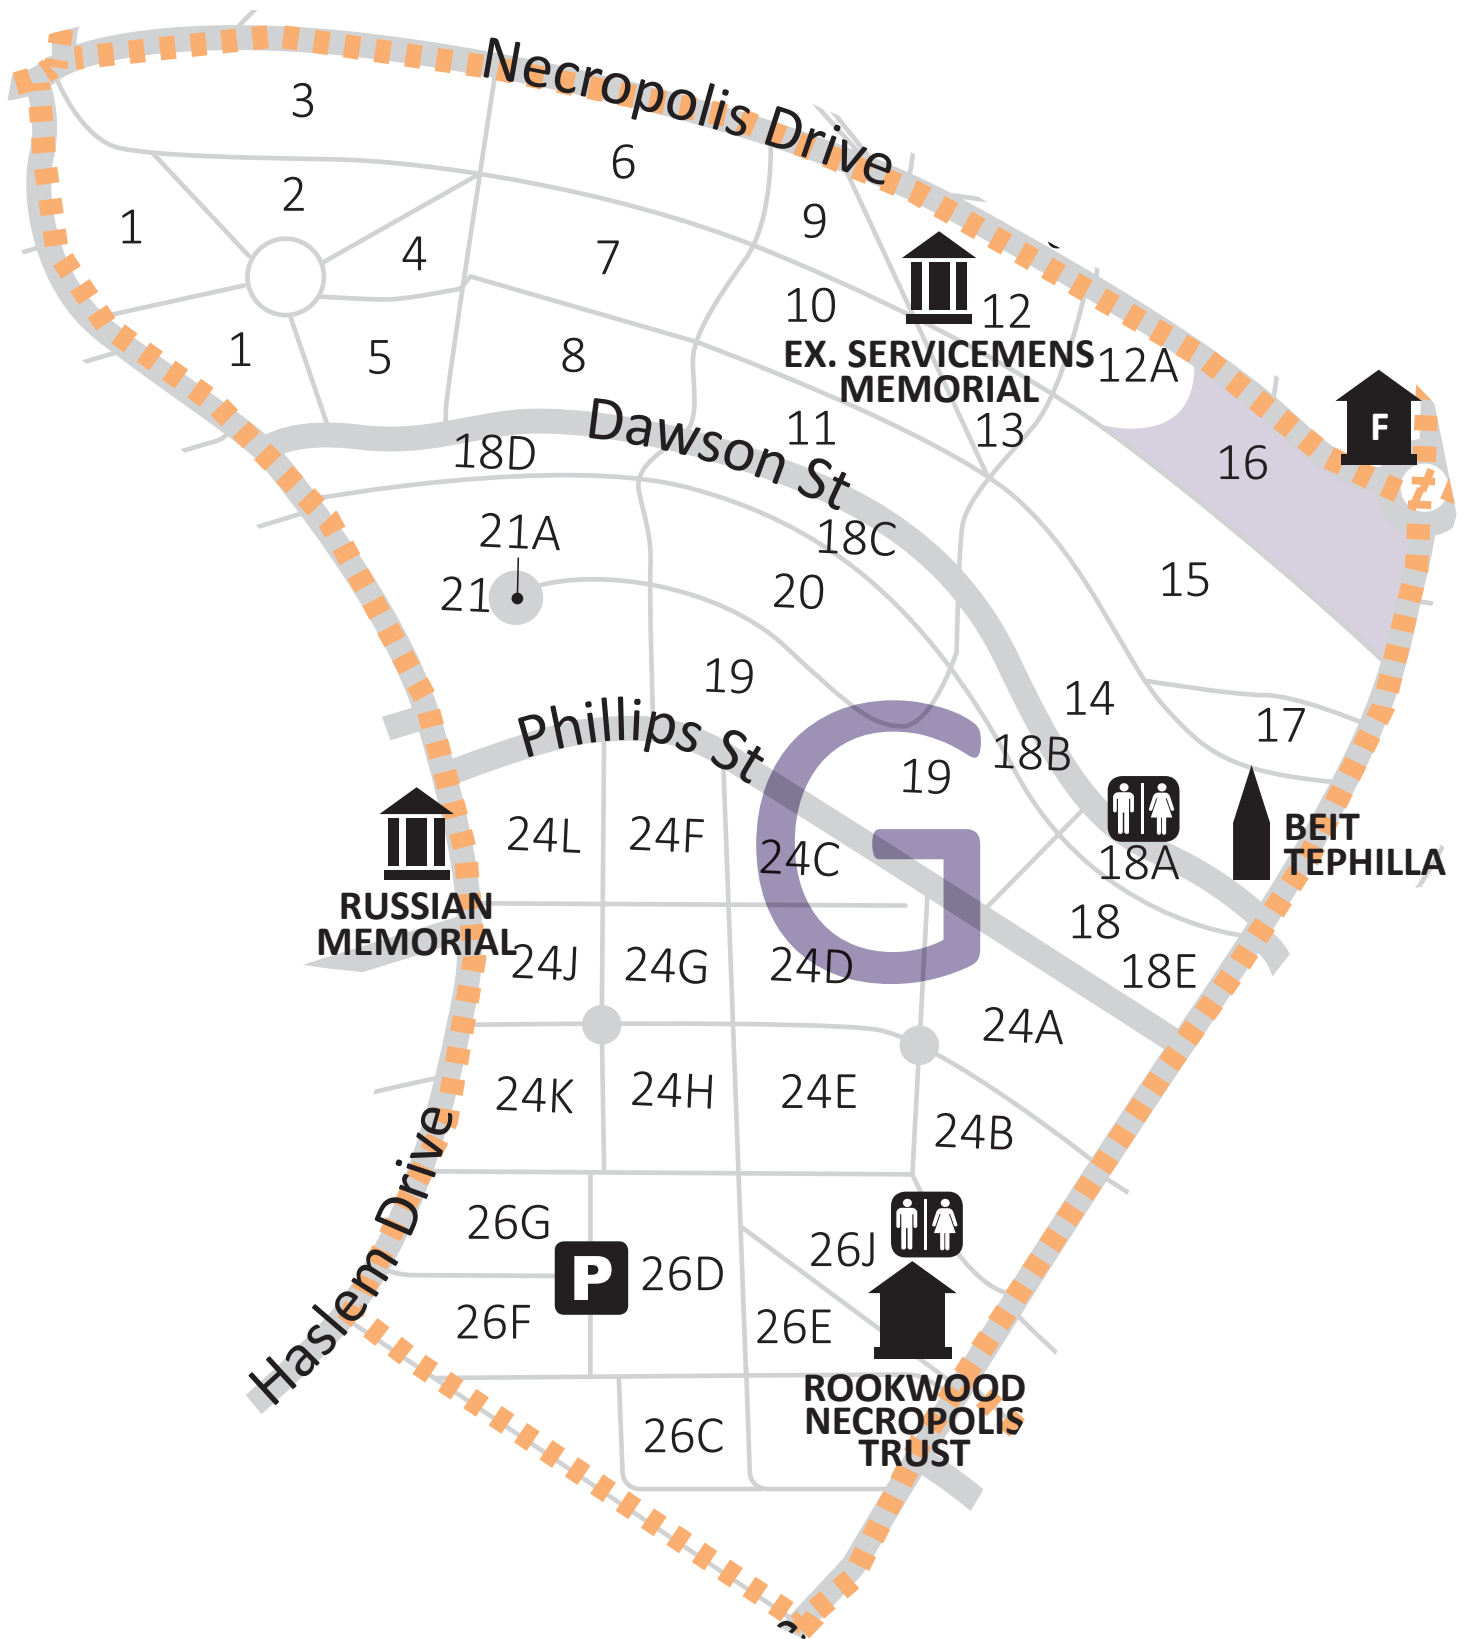 Necropolis Drive
3
6
2
1
9
4
7
10
12
EX. SERVICEMENS
MEMORIAL
12A
1
5
8
Dawson St
11
13
F
18D
16
21A
18C
21
20
15
19
14
Phillips St
17
18B
19
24L
24F
24C
BEIT
TEPHILLA
18A
RUSSIAN
MEMORIAL
G
18
24J
24G
24D
18E
24A
24K
24H
24E
24B
Haslem Drive
26G
26J
P
26D
26F
26E
ROOKWOOD
NECROPOLIS
TRUST
26C